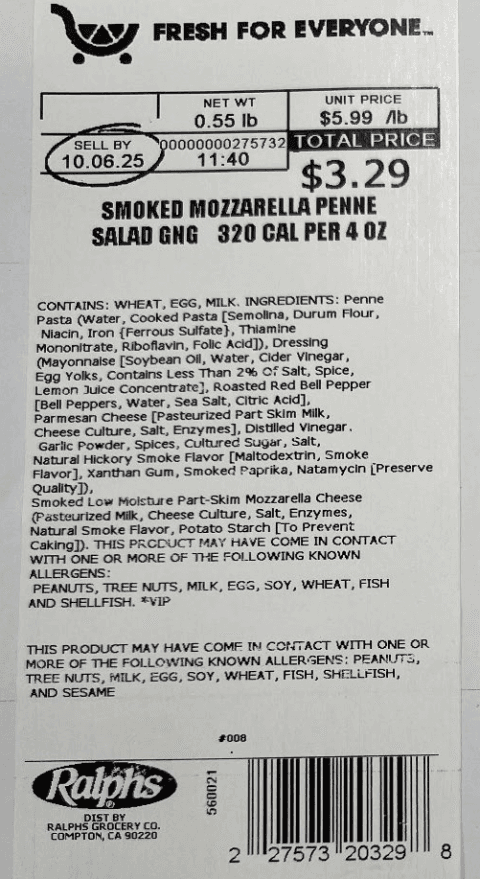 FRESH FOR EVERYONE™
NET WT
0.55 lb
UNIT PRICE
$5.99 /lb
SELL BY
10.06.25
00000000275732
11:40
TOTAL PRICE
$3.29
SMOKED MOZZARELLA PENNE
SALAD GNG 320 CAL PER 4 OZ
CONTAINS: WHEAT, EGG, MILK. INGREDIENTS: Penne
Pasta (Water, Cooked Pasta [Semolina, Durum Flour,
Niacin, Iron {Ferrous Sulfate}, Thiamine
Mononitrate, Riboflavin, Folic Acid]), Dressing
(Mayonnaise [Soybean Oil, Water, Cider Vinegar,
Egg Yolks, Contains Less Than 2% Of Salt, Spice,
Lemon Juice Concentrate], Roasted Red Bell Pepper
[Bell Peppers, Water, Sea Salt, Citric Acid],
Parmesan Cheese [Pasteurized Part Skim Milk,
Cheese Culture, Salt, Enzymes], Distilled Vinegar.
Garlic Powder, Spices, Cultured Sugar, Salt,
Natural Hickory Smoke Flavor [Maltodextrin, Smoke
Flavor], Xanthan Gum, Smoked Paprika, Natamycin [Preserve
Quality]),
Smoked Low Moisture Part-Skim Mozzarella Cheese
(Pasteurized Milk, Cheese Culture, Salt, Enzymes,
Natural Smoke Flavor, Potato Starch [To Prevent
Caking]). THIS PRODUCT MAY HAVE COME IN CONTACT
WITH ONE OR MORE OF THE FOLLOWING KNOWN
ALLERGENS:
PEANUTS, TREE NUTS, MILK, EGG, SOY, WHEAT, FISH
AND SHELLFISH. *VIP
THIS PRODUCT MAY HAVE COME IN CONTACT WITH ONE OR
MORE OF THE FOLLOWING KNOWN ALLERGENS: PEANUTS,
TREE NUTS, MILK, EGG, SOY, WHEAT, FISH, SHELLFISH,
AND SESAME
#008
Ralphs®
DIST BY
RALPHS GROCERY CO.
COMPTON, CA 90220
560021
2 27573 20329 8